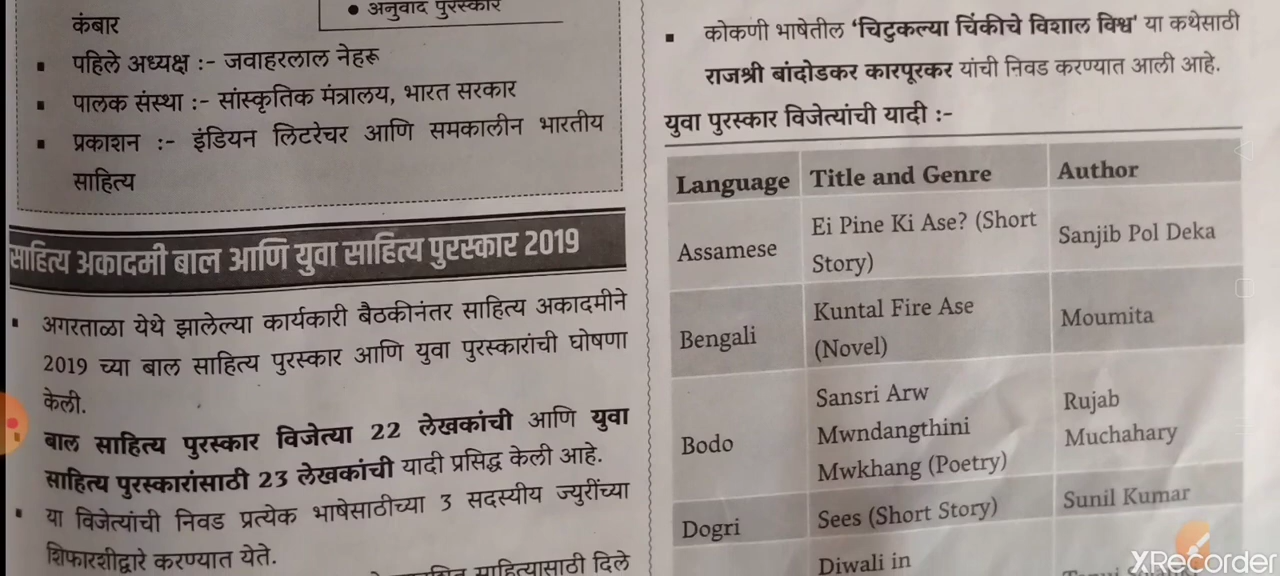 कंबार
• अनुवाद पुरस्कार
▪ पहिले अध्यक्ष :- जवाहरलाल नेहरू
▪ पालक संस्था :- सांस्कृतिक मंत्रालय, भारत सरकार
▪ प्रकाशन :- इंडियन लिटरेचर आणि समकालीन भारतीय
साहित्य
साहित्य अकादमी बाल आणि युवा साहित्य पुरस्कार 2019
▪ अगरताळा येथे झालेल्या कार्यकारी बैठकीनंतर साहित्य अकादमीने
2019 च्या बाल साहित्य पुरस्कार आणि युवा पुरस्कारांची घोषणा
केली.
▪ बाल साहित्य पुरस्कार विजेत्या 22 लेखकांची आणि युवा
साहित्य पुरस्कारांसाठी 23 लेखकांची यादी प्रसिद्ध केली आहे.
▪ या विजेत्यांची निवड प्रत्येक भाषेसाठीच्या 3 सदस्यीय ज्युरींच्या
शिफारशीद्वारे करण्यात येते.
साहित्यासाठी दिले
▪ कोकणी भाषेतील 'चिटुकल्या चिंकीचे विशाल विश्व' या कथेसाठी
राजश्री बांदोडकर कारपूरकर यांची निवड करण्यात आली आहे.
युवा पुरस्कार विजेत्यांची यादी :-
Language Title and Genre Author
Assamese Ei Pine Ki Ase? (Short Story) Sanjib Pol Deka
Bengali Kuntal Fire Ase (Novel) Moumita
Bodo Sansri Arw Mwndangthini Mwkhang (Poetry) Rujab Muchahary
Dogri Sees (Short Story) Sunil Kumar
Diwali in
XRecorder